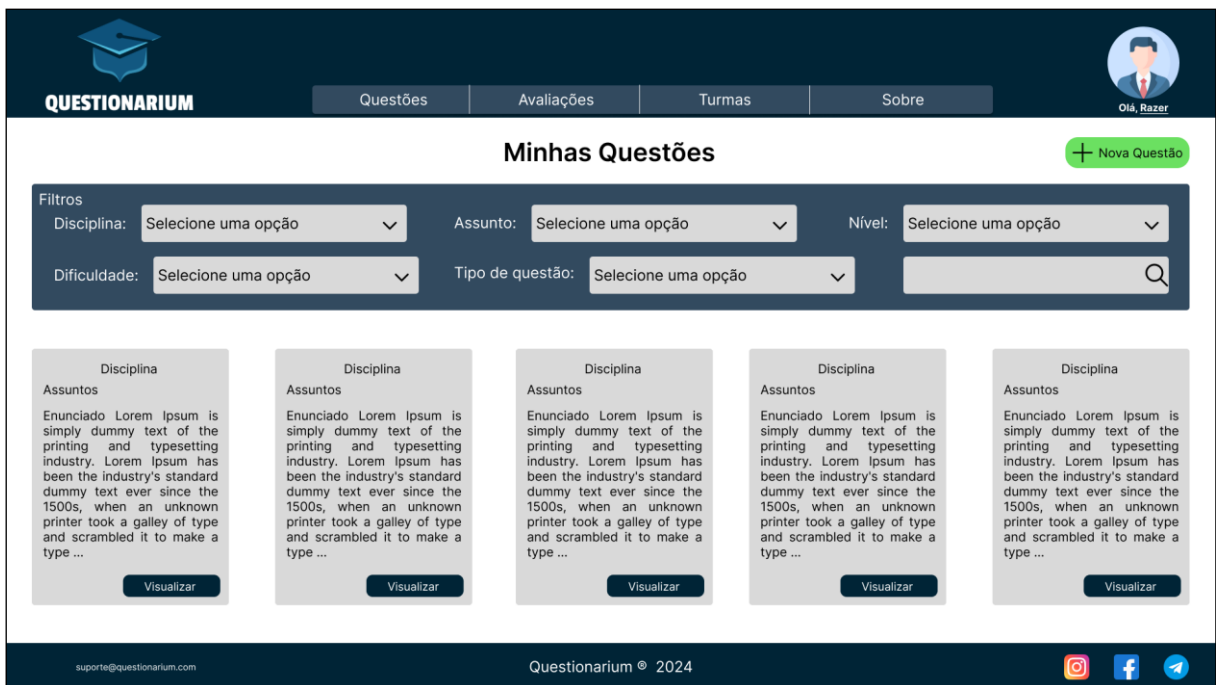 QUESTIONARIUM
Questões
Avaliações
Turmas
Sobre
Olá, Razer
Minhas Questões
Nova Questão
Filtros
Disciplina: Selecione uma opção
Assunto: Selecione uma opção
Nível: Selecione uma opção
Dificuldade: Selecione uma opção
Tipo de questão: Selecione uma opção
Disciplina
Assuntos
Enunciado Lorem Ipsum is
simply dummy text of the
printing and typesetting
industry. Lorem Ipsum has
been the industry's standard
dummy text ever since the
1500s, when an unknown
printer took a galley of type
and scrambled it to make a
type ...
Visualizar
Disciplina
Assuntos
Enunciado Lorem Ipsum is
simply dummy text of the
printing and typesetting
industry. Lorem Ipsum has
been the industry's standard
dummy text ever since the
1500s, when an unknown
printer took a galley of type
and scrambled it to make a
type ...
Visualizar
Disciplina
Assuntos
Enunciado Lorem Ipsum is
simply dummy text of the
printing and typesetting
industry. Lorem Ipsum has
been the industry's standard
dummy text ever since the
1500s, when an unknown
printer took a galley of type
and scrambled it to make a
type ...
Visualizar
Disciplina
Assuntos
Enunciado Lorem Ipsum is
simply dummy text of the
printing and typesetting
industry. Lorem Ipsum has
been the industry's standard
dummy text ever since the
1500s, when an unknown
printer took a galley of type
and scrambled it to make a
type ...
Visualizar
Disciplina
Assuntos
Enunciado Lorem Ipsum is
simply dummy text of the
printing and typesetting
industry. Lorem Ipsum has
been the industry's standard
dummy text ever since the
1500s, when an unknown
printer took a galley of type
and scrambled it to make a
type ...
Visualizar
suporte@questionarium.com
Questionarium ® 2024